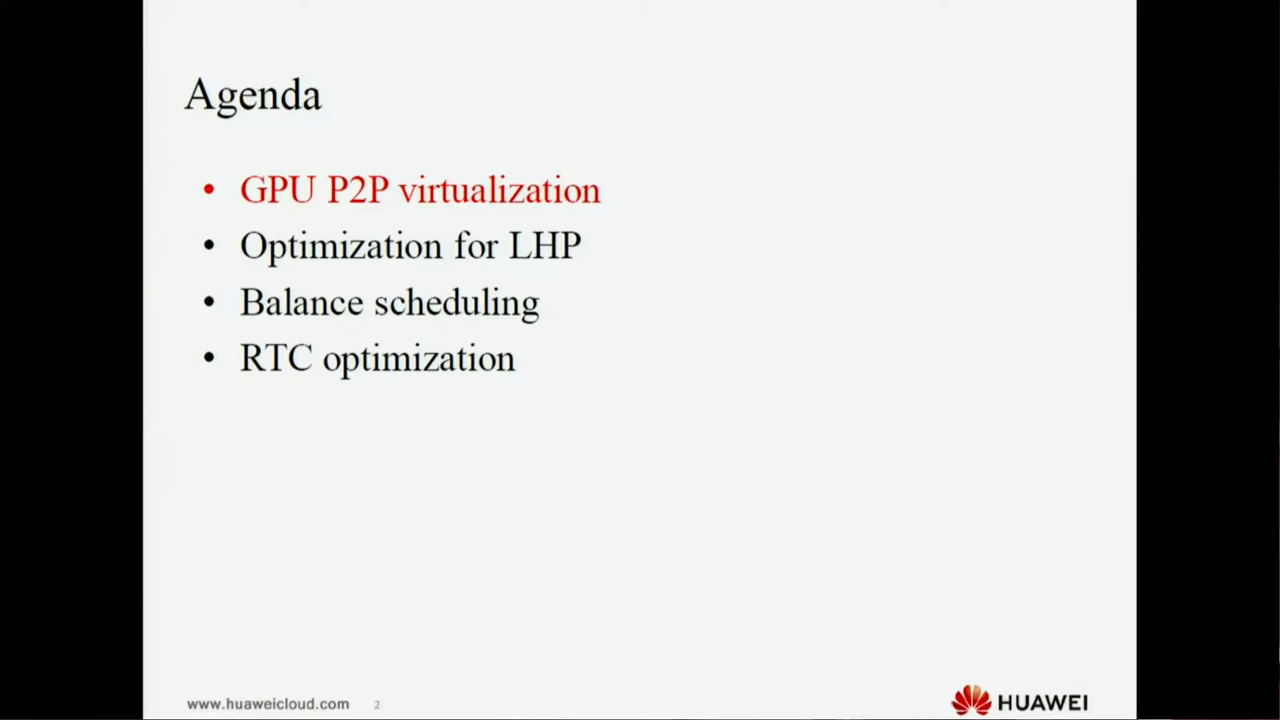 Agenda
• GPU P2P virtualization
• Optimization for LHP
• Balance scheduling
• RTC optimization
www.huaweicloud.com 2
HUAWEI